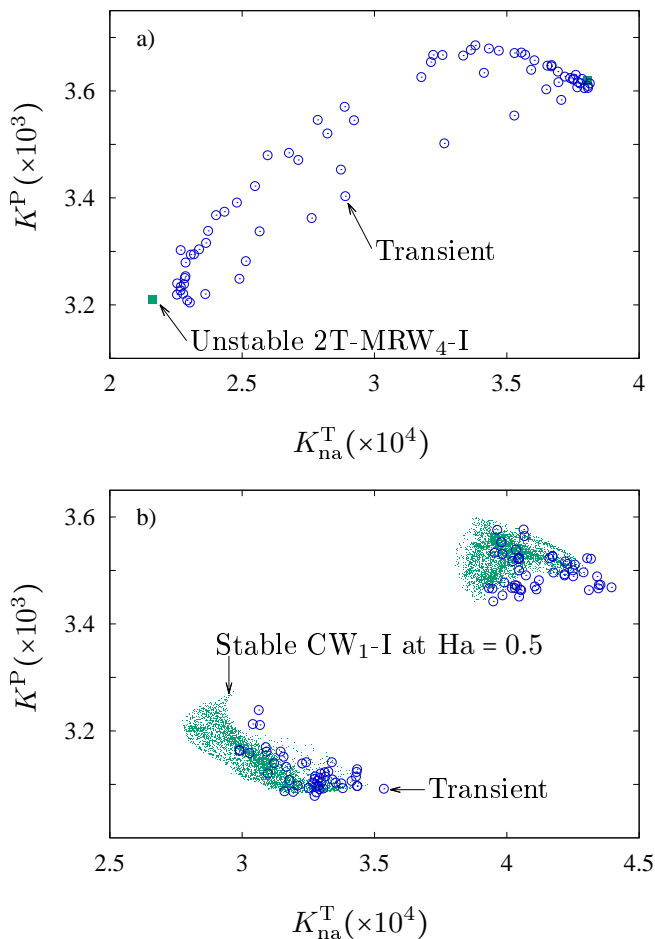 a)
3.6
3.4
3.2
K^P(×10^3)
Transient
Unstable 2T-MRW_4-I
2 2.5 3 3.5 4
K_na^T(×10^4)
b)
3.6
3.4
3.2
K^P(×10^3)
Stable CW_1-I at Ha = 0.5
Transient
2.5 3 3.5 4 4.5
K_na^T(×10^4)